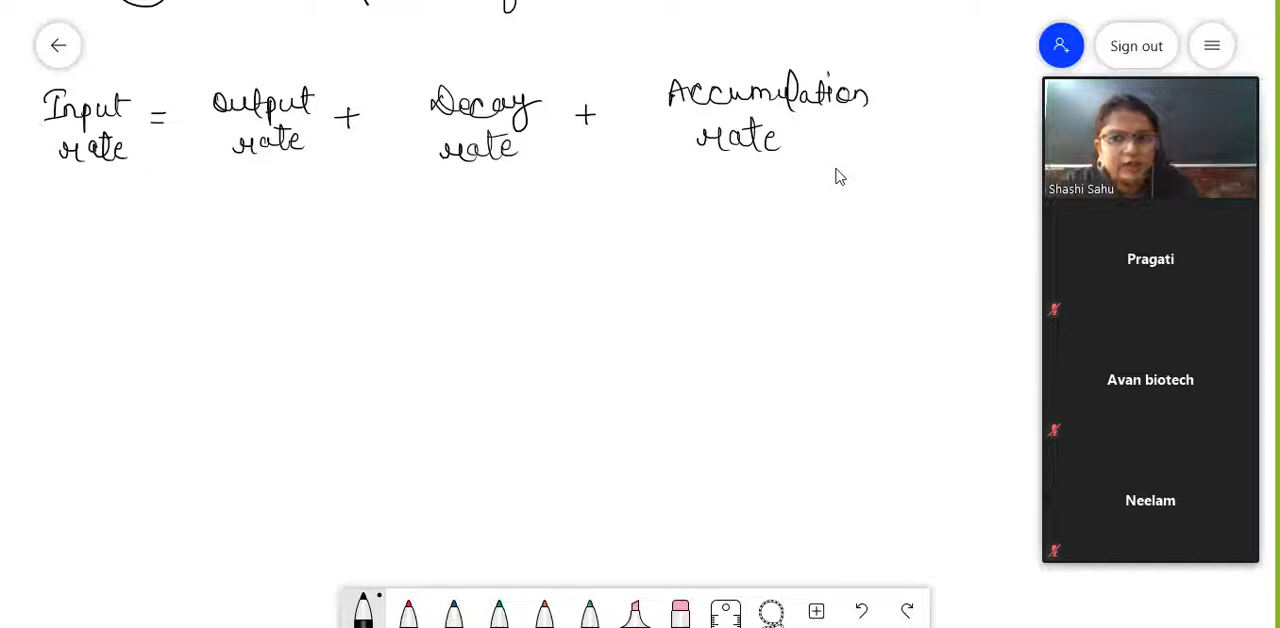 Input = Output + Decay + Accumulation
rate rate rate rate
Sign out
Shashi Sahu
Pragati
Avan biotech
Neelam